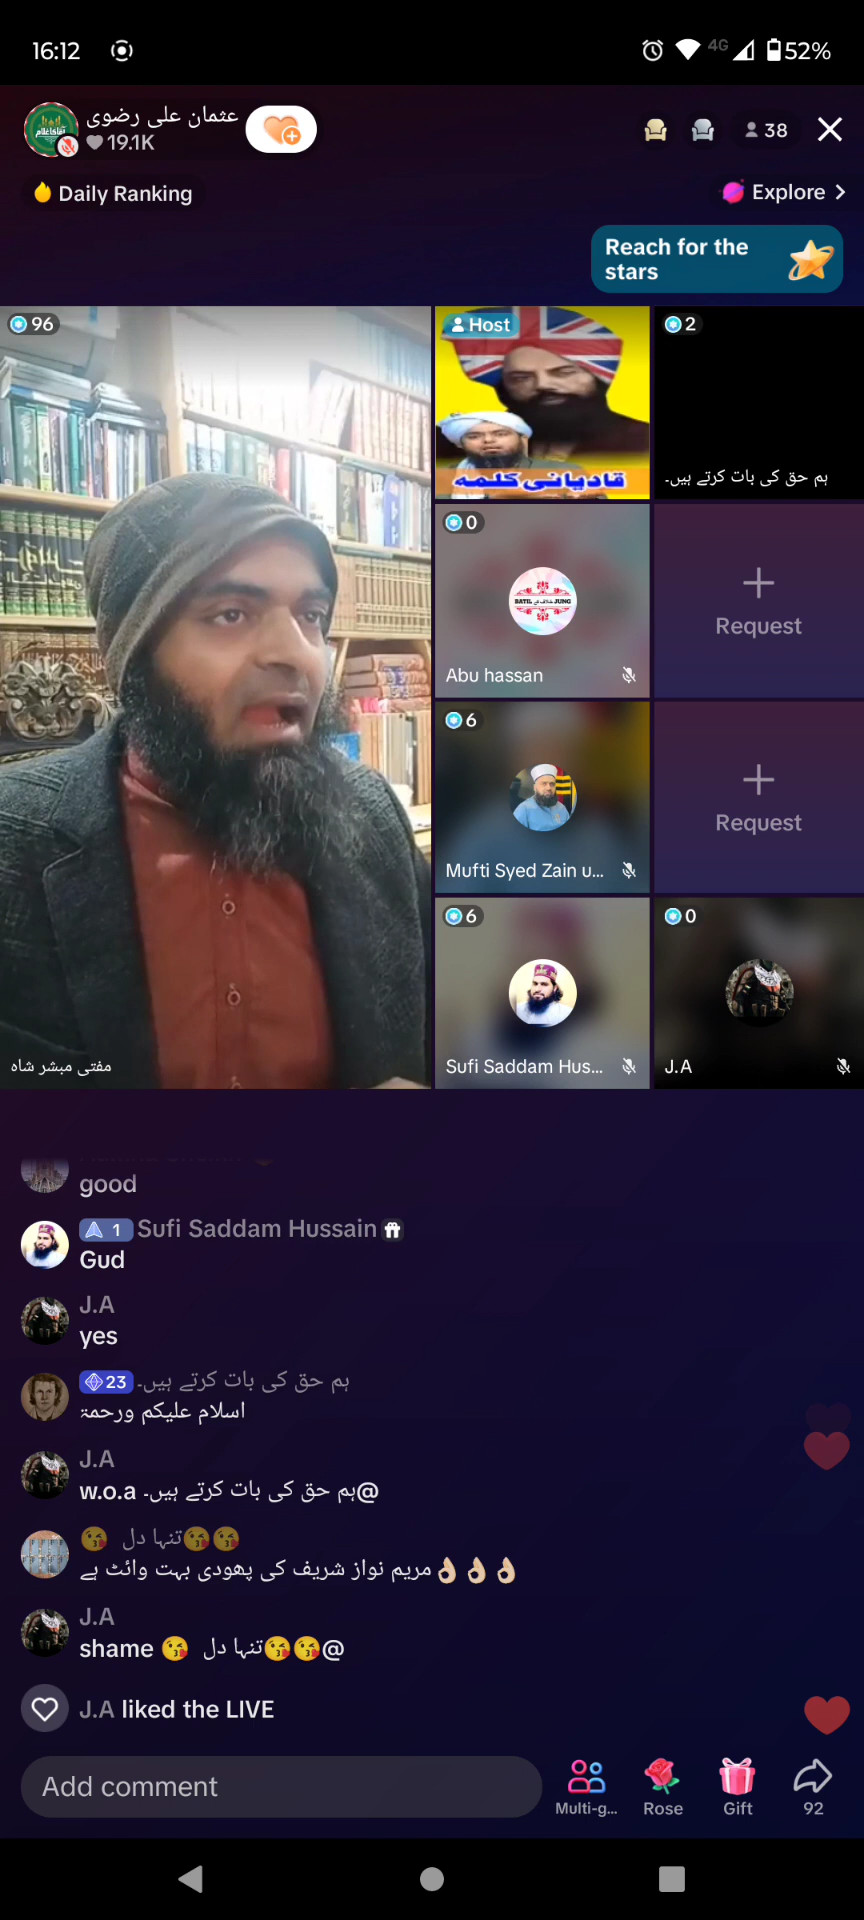 16:12
4G
52%
عثمان علی رضوی
19.1K
38
Daily Ranking
Explore
Reach for the
stars
96
Host
2
قادیانی کلمہ
ہم حق کی بات کرتے ہیں۔
0
BATIL کے خلاف JUNG
Request
Abu hassan
6
Request
Mufti Syed Zain u...
6
0
مفتی مبشر شاہ
Sufi Saddam Hus...
J.A
good
1 Sufi Saddam Hussain
Gud
J.A
yes
23 ہم حق کی بات کرتے ہیں۔
اسلام علیکم ورحمۃ
J.A
@ہم حق کی بات کرتے ہیں۔ w.o.a
😘😘تنہا دل 😘
مریم نواز شریف کی پھودی بہت وائٹ ہے👌🏼👌🏼👌🏼
J.A
@😘😘تنہا دل 😘 shame
J.A liked the LIVE
Add comment
Multi-g...
Rose
Gift
92